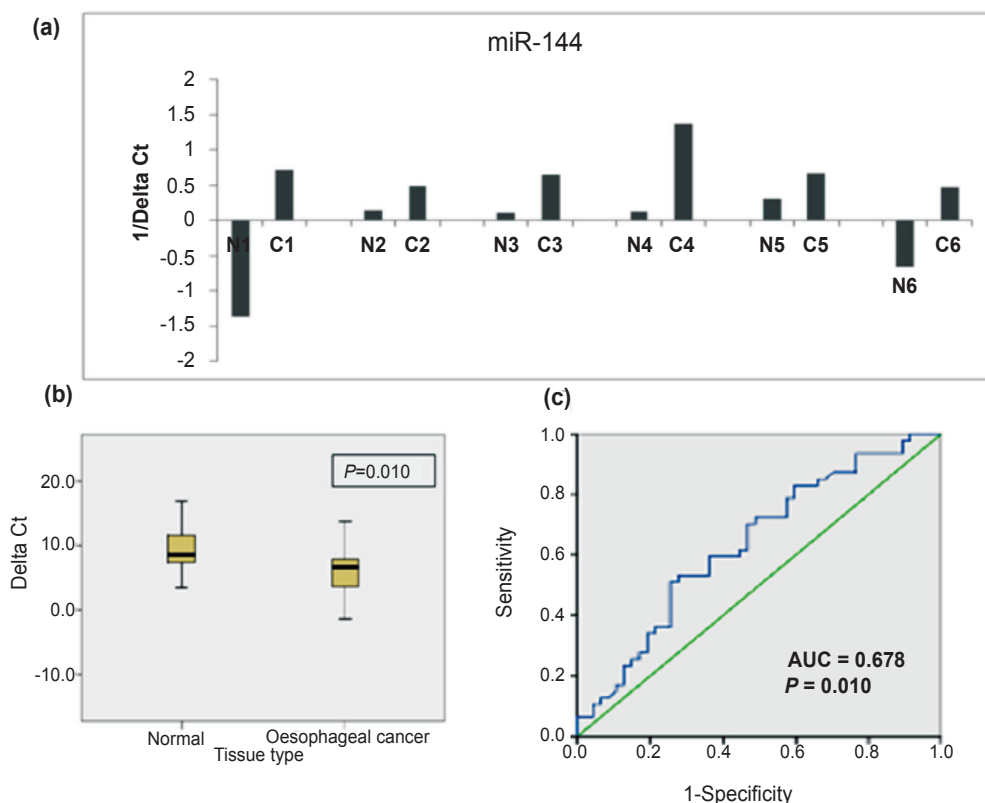 (a)
miR-144
1/Delta Ct
2
1.5
1
0.5
0
-0.5
-1
-1.5
-2
N1 C1 N2 C2 N3 C3 N4 C4 N5 C5 N6 C6
(b)
Delta Ct
20.0
10.0
0.0
-10.0
P=0.010
Normal Oesophageal cancer
Tissue type
(c)
Sensitivity
1.0
0.8
0.6
0.4
0.2
0.0
AUC = 0.678
P = 0.010
0.0 0.2 0.4 0.6 0.8 1.0
1-Specificity